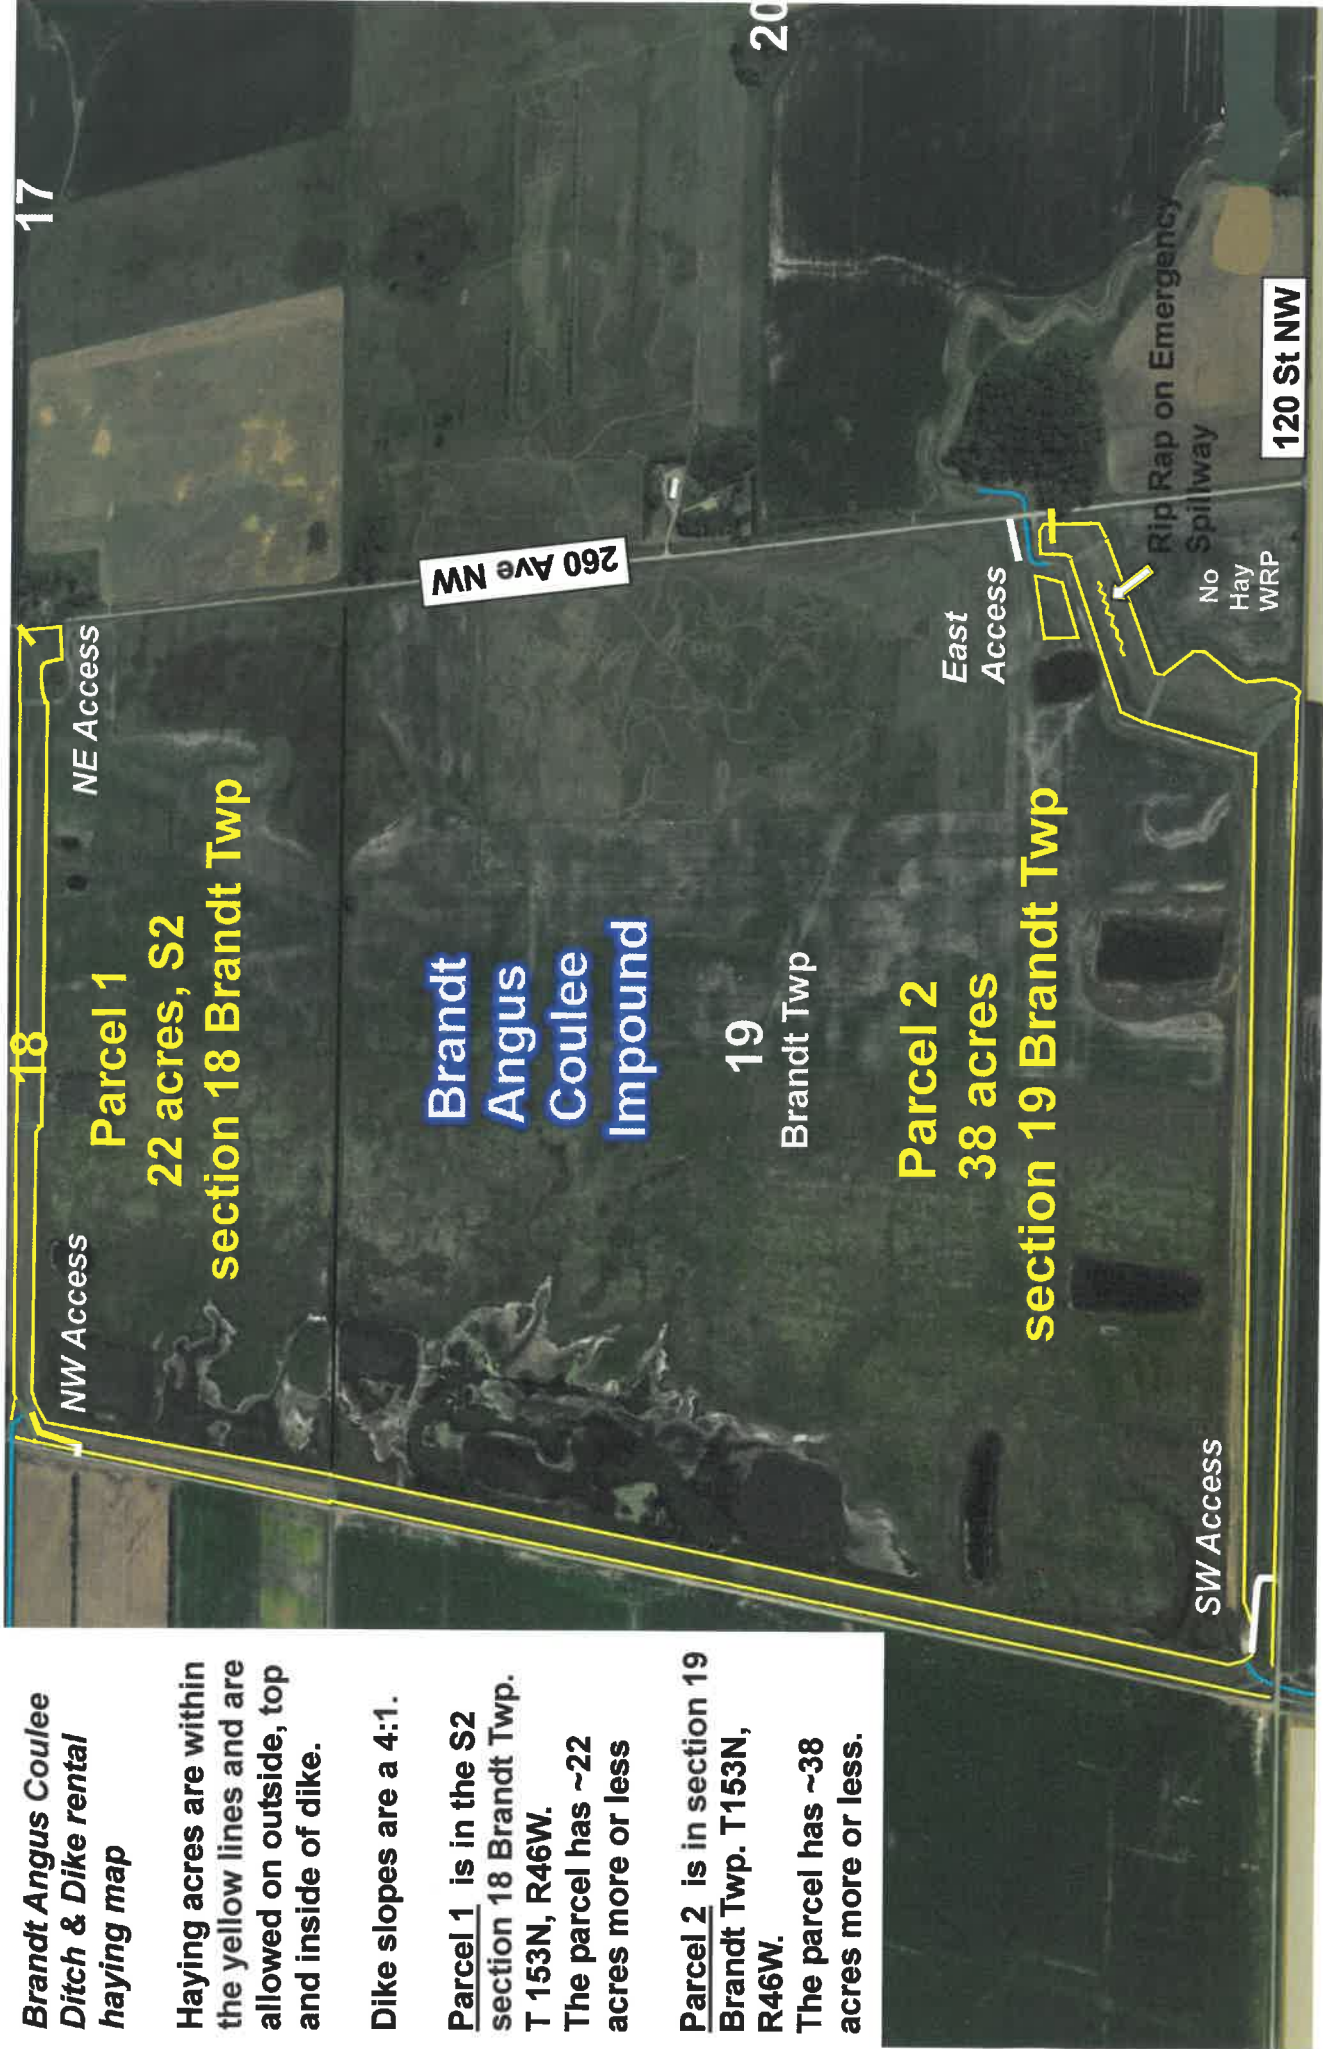 Brandt Angus Coulee
Ditch & Dike rental
haying map
Haying acres are within
the yellow lines and are
allowed on outside, top
and inside of dike.
Dike slopes are a 4:1.
Parcel 1 is in the S2
section 18 Brandt Twp.
T 153N, R46W.
The parcel has ~22
acres more or less
Parcel 2 is in section 19
Brandt Twp. T153N,
R46W.
The parcel has ~38
acres more or less.
18
17
NW Access
NE Access
Parcel 1
22 acres, S2
section 18 Brandt Twp
260 Ave NW
Brandt
Angus
Coulee
Impound
19
Brandt Twp
20
Parcel 2
38 acres
section 19 Brandt Twp
East
Access
SW Access
Rip Rap on Emergency
Spillway
No
Hay
WRP
120 St NW